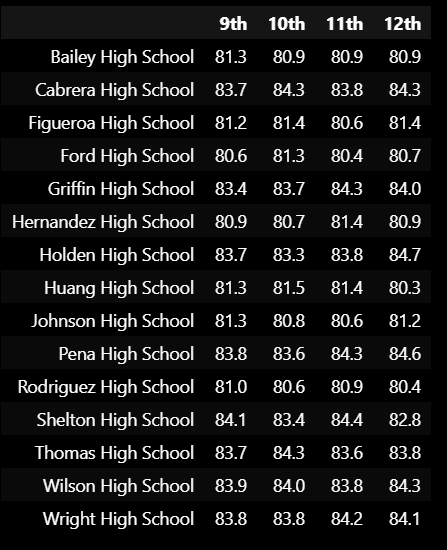 9th 10th 11th 12th
Bailey High School 81.3 80.9 80.9 80.9
Cabrera High School 83.7 84.3 83.8 84.3
Figueroa High School 81.2 81.4 80.6 81.4
Ford High School 80.6 81.3 80.4 80.7
Griffin High School 83.4 83.7 84.3 84.0
Hernandez High School 80.9 80.7 81.4 80.9
Holden High School 83.7 83.3 83.8 84.7
Huang High School 81.3 81.5 81.4 80.3
Johnson High School 81.3 80.8 80.6 81.2
Pena High School 83.8 83.6 84.3 84.6
Rodriguez High School 81.0 80.6 80.9 80.4
Shelton High School 84.1 83.4 84.4 82.8
Thomas High School 83.7 84.3 83.6 83.8
Wilson High School 83.9 84.0 83.8 84.3
Wright High School 83.8 83.8 84.2 84.1